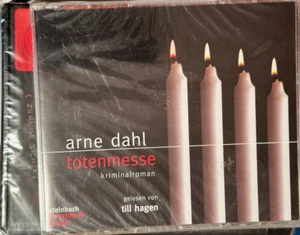 arne dahl
totenmesse
kriminalroman
gelesen von
till hagen
steinbach